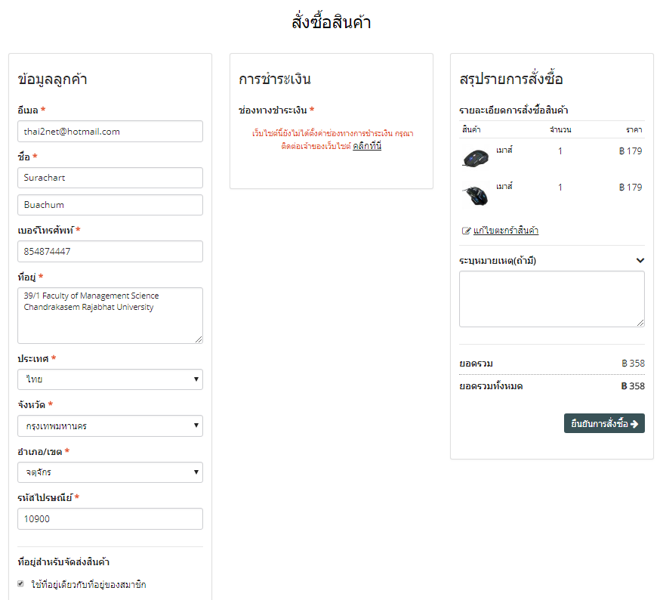 สั่งซื้อสินค้า
ข้อมูลลูกค้า
อีเมล *
thai2net@hotmail.com
ชื่อ *
Surachart
Buachum
เบอร์โทรศัพท์ *
854874447
ที่อยู่ *
39/1 Faculty of Management Science
Chandrakasem Rajabhat University
ประเทศ *
ไทย
จังหวัด *
กรุงเทพมหานคร
อำเภอ/เขต *
จตุจักร
รหัสไปรษณีย์ *
10900
ที่อยู่สำหรับจัดส่งสินค้า
ใช้ที่อยู่เดียวกับที่อยู่ของสมาชิก
การชำระเงิน
ช่องทางชำระเงิน *
เว็บไซต์นี้ยังไม่ได้ตั้งค่าช่องทางการชำระเงิน กรุณา
ติดต่อเจ้าของเว็บไซต์ คลิกที่นี่
สรุปรายการสั่งซื้อ
รายละเอียดการสั่งซื้อสินค้า
สินค้า จำนวน ราคา
เมาส์ 1 ฿ 179
เมาส์ 1 ฿ 179
แก้ไขตะกร้าสินค้า
ระบุหมายเหตุ(ถ้ามี)
ยอดรวม ฿ 358
ยอดรวมทั้งหมด ฿ 358
ยืนยันการสั่งซื้อ